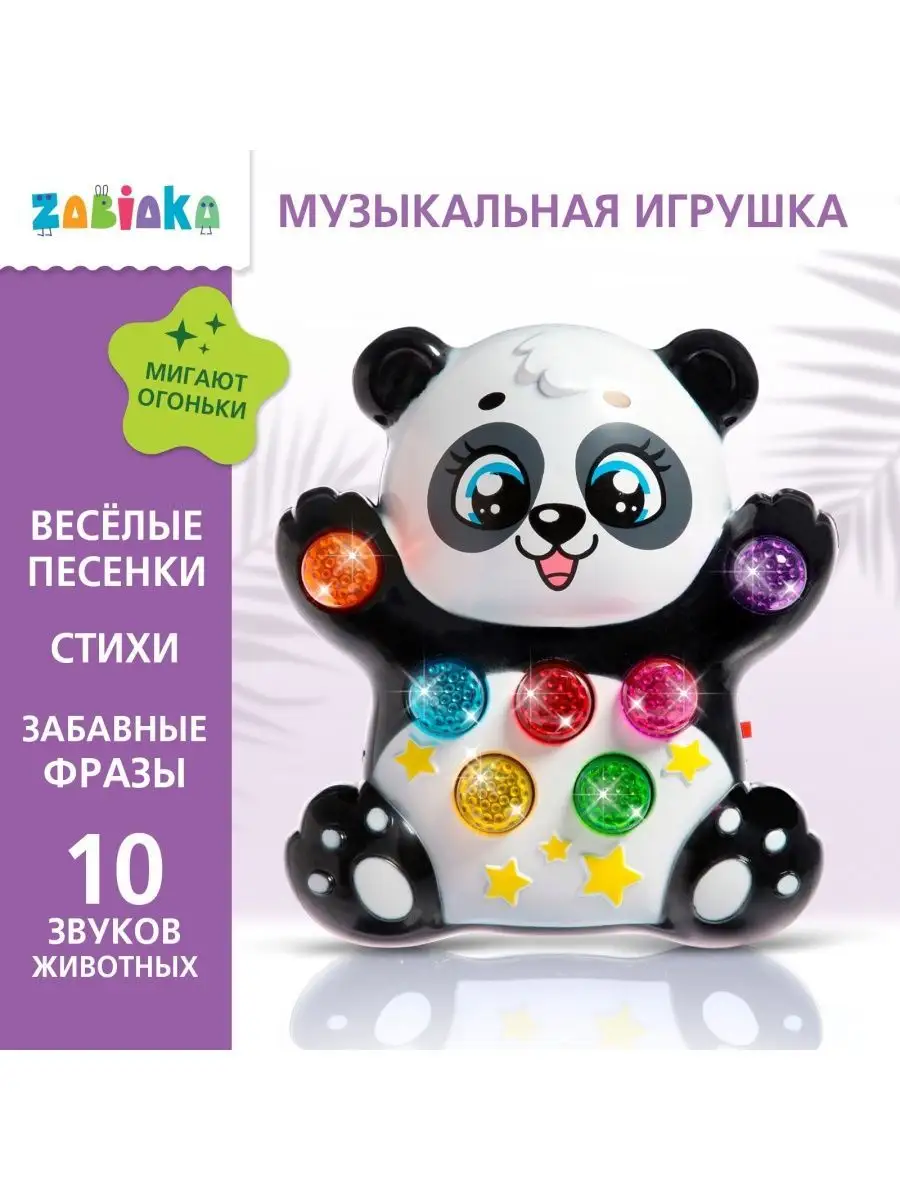 ZABIAKA
МУЗЫКАЛЬНАЯ ИГРУШКА
МИГАЮТ
ОГОНЬКИ
ВЕСЁЛЫЕ
ПЕСЕНКИ
СТИХИ
ЗАБАВНЫЕ
ФРАЗЫ
10
ЗВУКОВ
ЖИВОТНЫХ